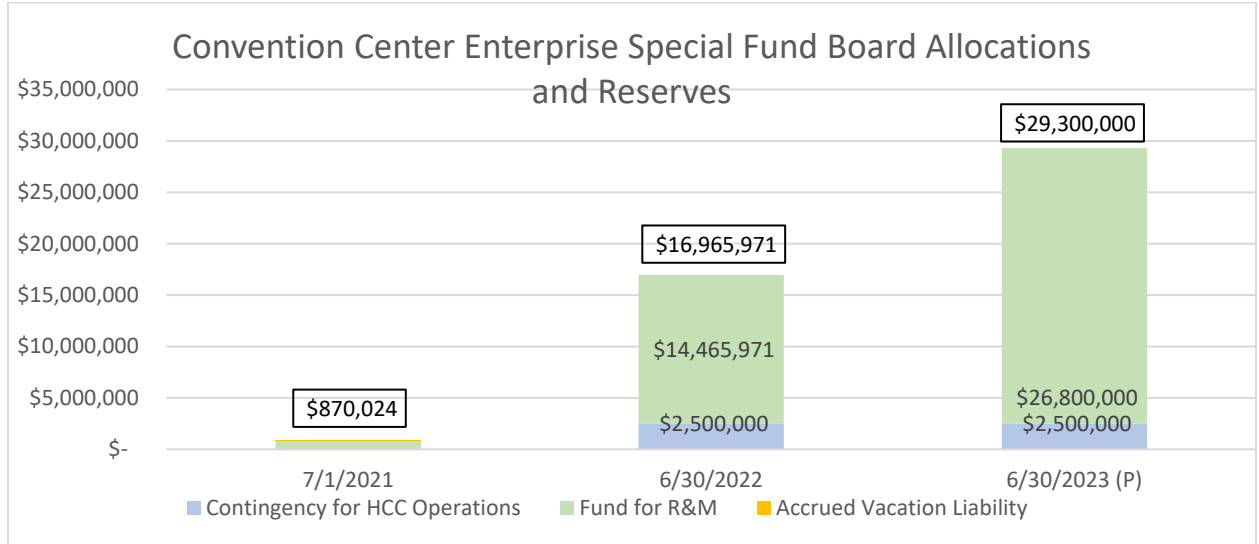 Convention Center Enterprise Special Fund Board Allocations
and Reserves
$35,000,000
$30,000,000
$25,000,000
$20,000,000
$15,000,000
$10,000,000
$5,000,000
$-
$870,024
$16,965,971
$14,465,971
$2,500,000
$29,300,000
$26,800,000
$2,500,000
7/1/2021
6/30/2022
6/30/2023 (P)
Contingency for HCC Operations
Fund for R&M
Accrued Vacation Liability